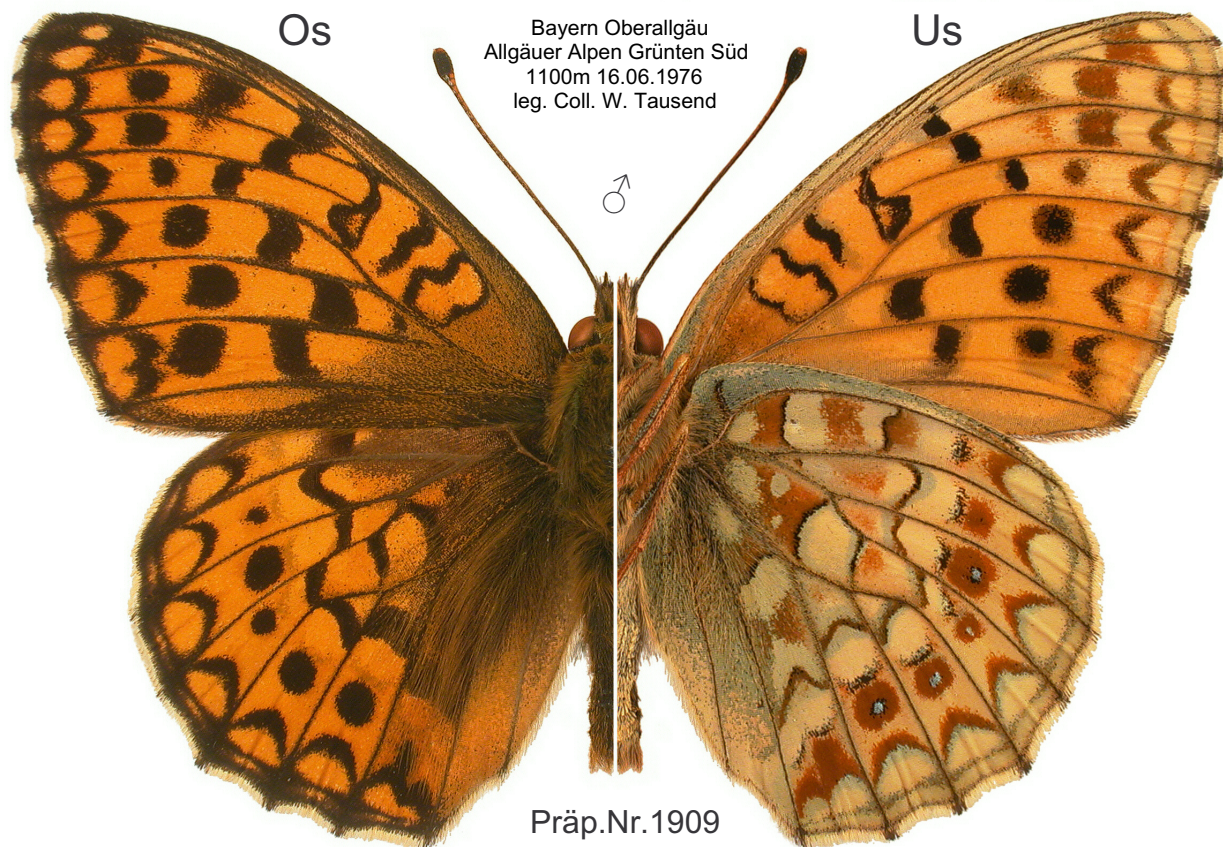 Os
Bayern Oberallgäu
Allgäuer Alpen Grünten Süd
1100m 16.06.1976
leg. Coll. W. Tausend
Us
♂
Präp.Nr.1909